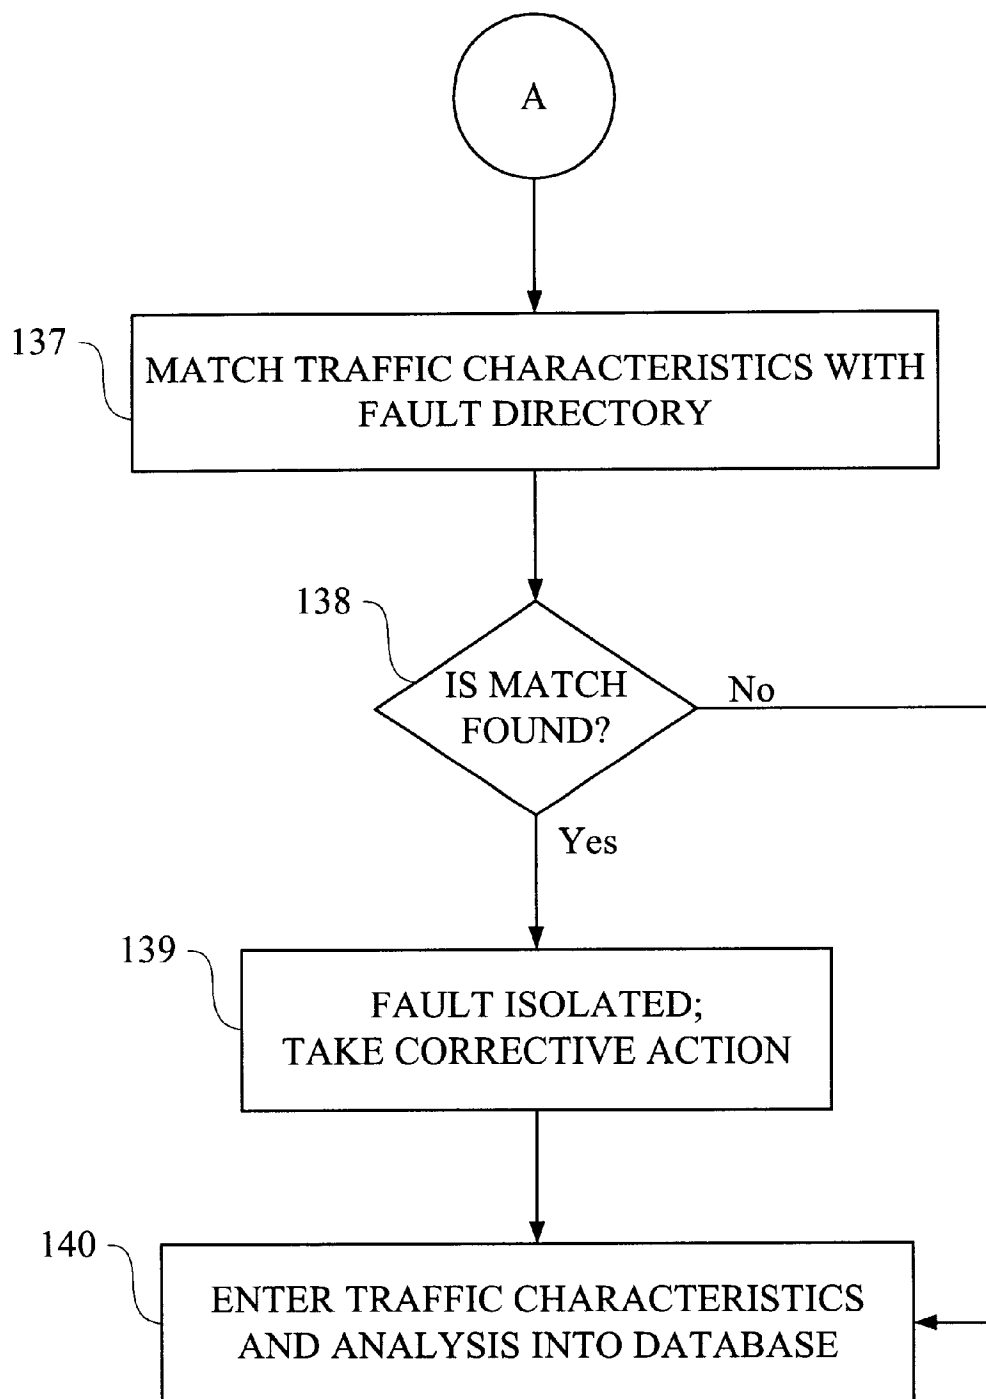 A
137
MATCH TRAFFIC CHARACTERISTICS WITH
FAULT DIRECTORY
138
IS MATCH
FOUND?
No
Yes
139
FAULT ISOLATED;
TAKE CORRECTIVE ACTION
140
ENTER TRAFFIC CHARACTERISTICS
AND ANALYSIS INTO DATABASE